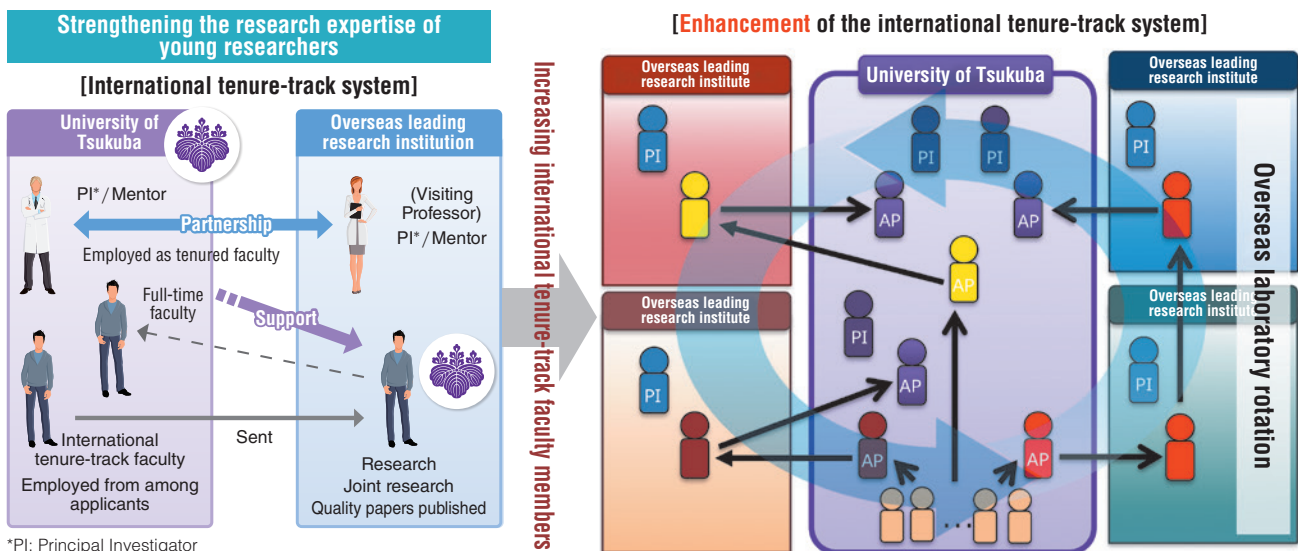 Strengthening the research expertise of
young researchers
[International tenure-track system]
University of
Tsukuba
Overseas leading
research institution
PI*/Mentor
(Visiting
Professor)
PI*/Mentor
Partnership
Employed as tenured faculty
Full-time
faculty
Support
Sent
International
tenure-track faculty
Employed from among
applicants
Research
Joint research
Quality papers published
*PI: Principal Investigator
Increasing international tenure-track faculty members
[Enhancement of the international tenure-track system]
Overseas leading
research institute
PI
Overseas leading
research institute
PI
University of Tsukuba
PI
PI
AP
AP
AP
PI
AP
AP
AP
...
Overseas leading
research institute
PI
Overseas leading
research institute
PI
Overseas laboratory rotation